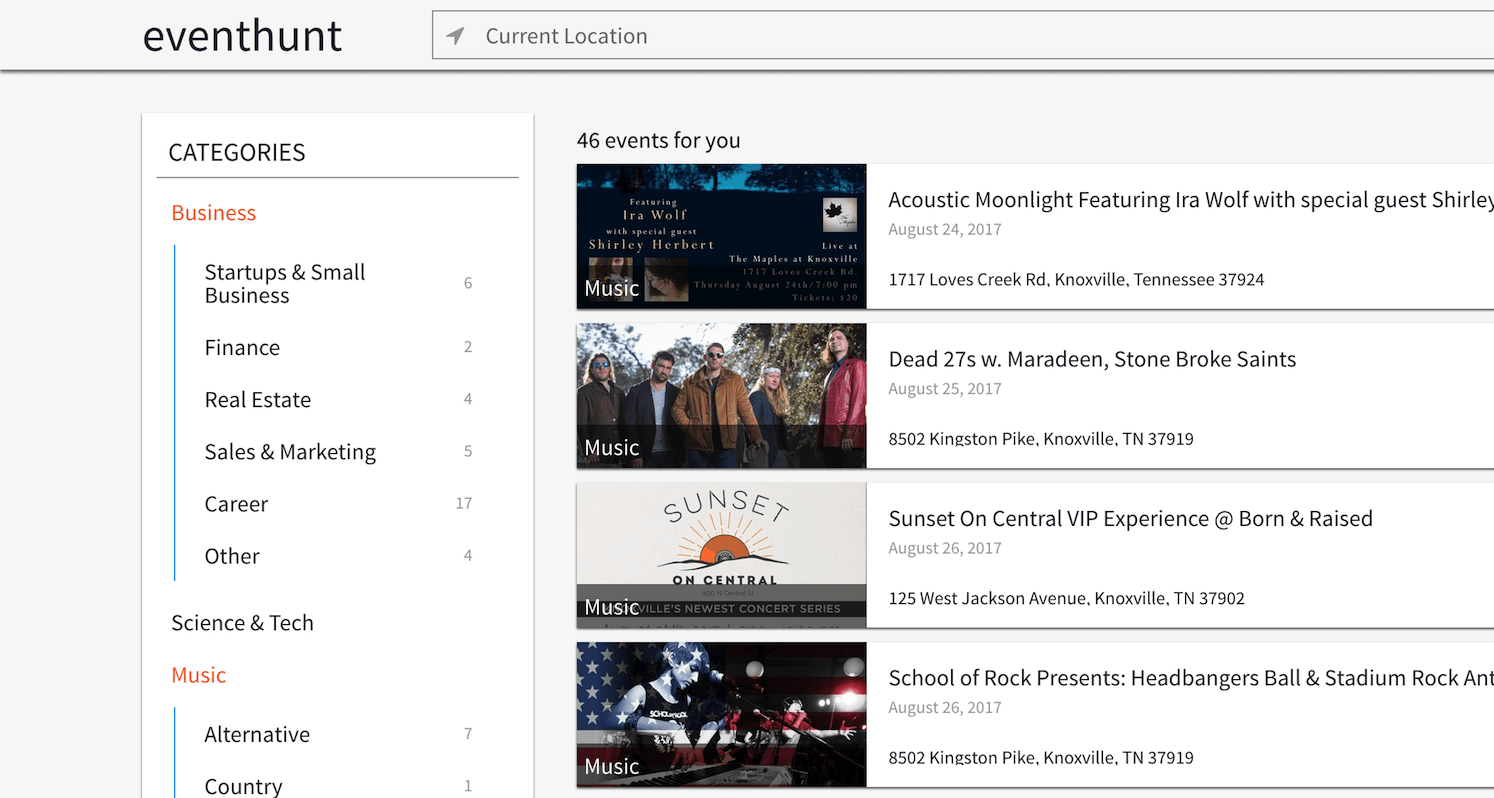 eventhunt
Current Location
CATEGORIES
Business
Startups & Small
Business
6
Finance
2
Real Estate
4
Sales & Marketing
5
Career
17
Other
4
Science & Tech
Music
Alternative
7
Country
1
46 events for you
Featuring
Ira Wolf
with special guest
Shirley Herbert
Live at
The Maples at Knoxville
1717 Loves Creek Rd.
Thursday August 24th/7:00 pm
Tickets: $20
Music
Acoustic Moonlight Featuring Ira Wolf with special guest Shirley
August 24, 2017
1717 Loves Creek Rd, Knoxville, Tennessee 37924
Music
Dead 27s w. Maradeen, Stone Broke Saints
August 25, 2017
8502 Kingston Pike, Knoxville, TN 37919
SUNSET
ON CENTRAL
900 N Central St
VILLE'S NEWEST CONCERT SERIES
Music
Sunset On Central VIP Experience @ Born & Raised
August 26, 2017
125 West Jackson Avenue, Knoxville, TN 37902
SCHOOL OF ROCK
Music
School of Rock Presents: Headbangers Ball & Stadium Rock Ant
August 26, 2017
8502 Kingston Pike, Knoxville, TN 37919